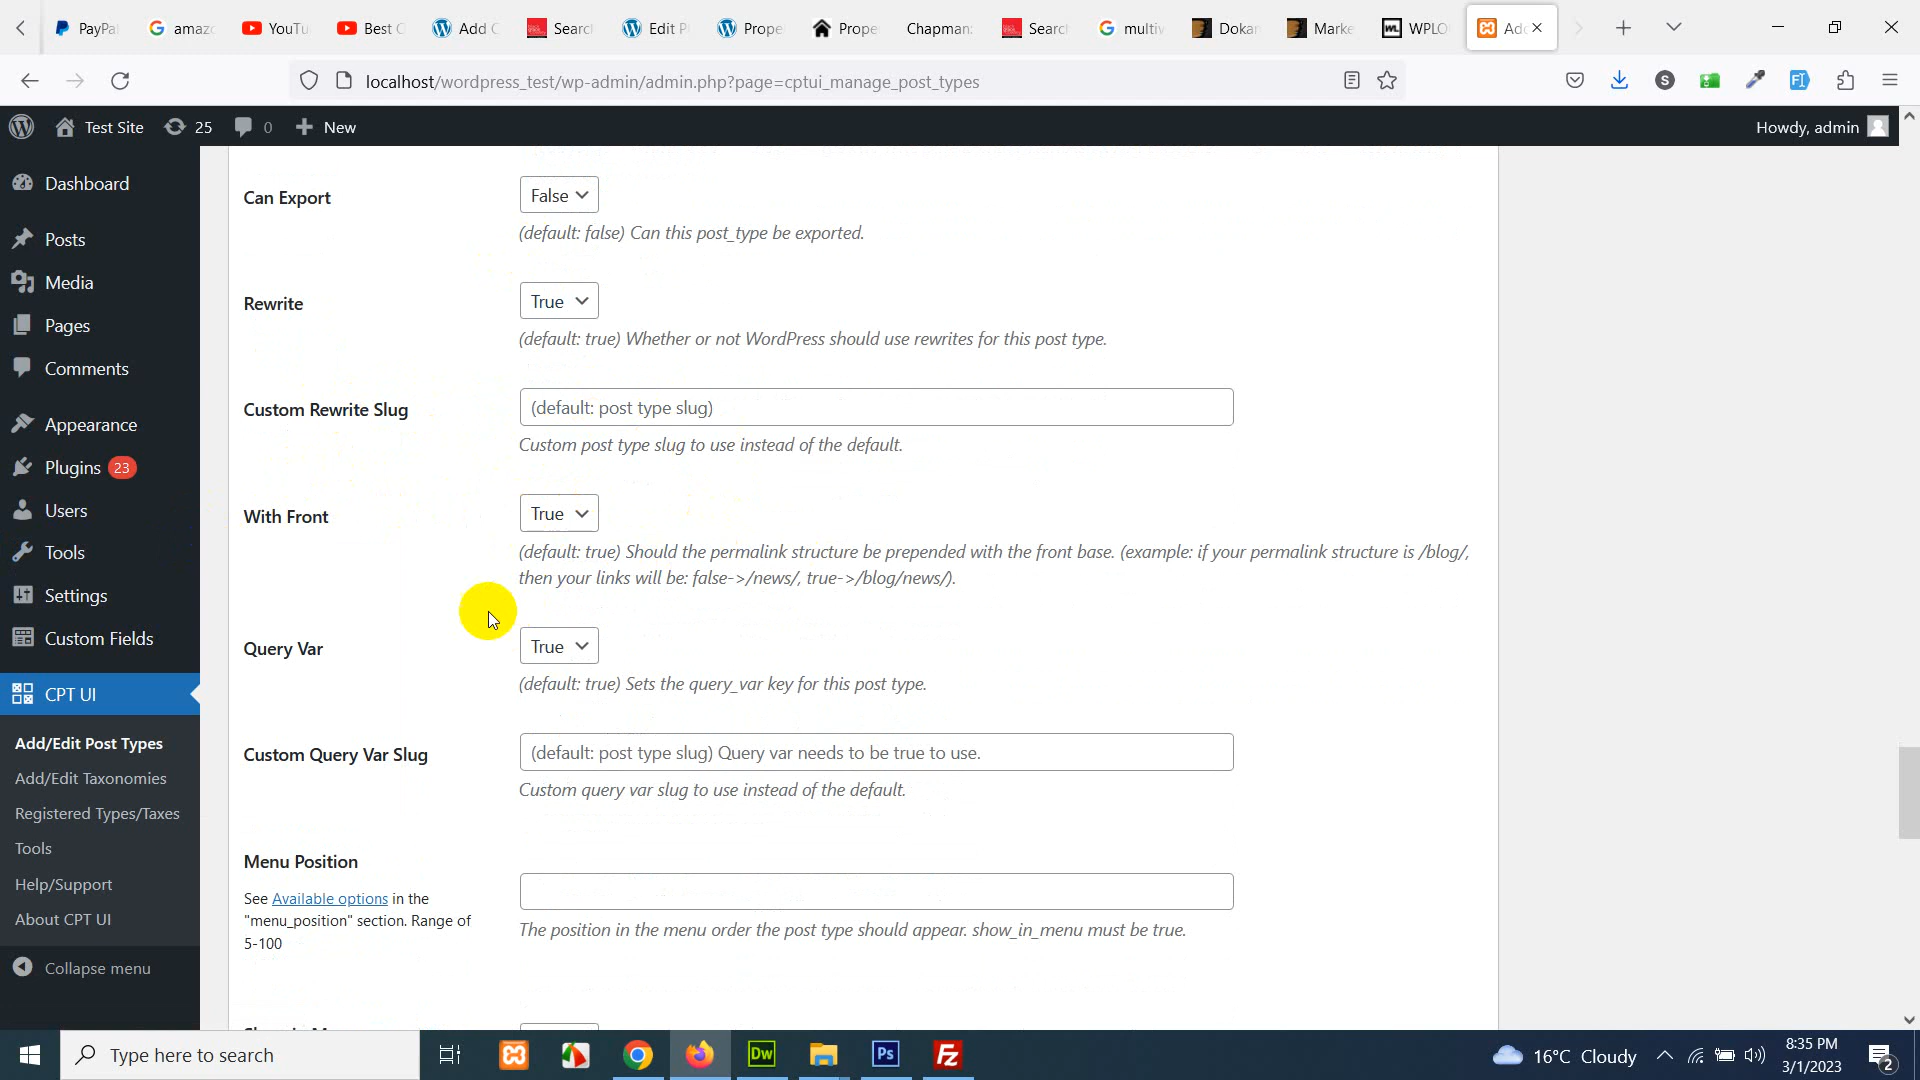 PayPal
amazo
YouTu
Best C
Add C
Search
Edit P
Prope
Prope
Chapman:
Search
multiv
Dokan
Marke
WPLO
Add
localhost/wordpress_test/wp-admin/admin.php?page=cptui_manage_post_types
Test Site
25
0
New
Howdy, admin
Dashboard
Posts
Media
Pages
Comments
Appearance
Plugins 23
Users
Tools
Settings
Custom Fields
CPT UI
Add/Edit Post Types
Add/Edit Taxonomies
Registered Types/Taxes
Tools
Help/Support
About CPT UI
Collapse menu
Can Export
False
(default: false) Can this post_type be exported.
Rewrite
True
(default: true) Whether or not WordPress should use rewrites for this post type.
Custom Rewrite Slug
(default: post type slug)
Custom post type slug to use instead of the default.
With Front
True
(default: true) Should the permalink structure be prepended with the front base. (example: if your permalink structure is /blog/,
then your links will be: false->/news/, true->/blog/news/).
Query Var
True
(default: true) Sets the query_var key for this post type.
Custom Query Var Slug
(default: post type slug) Query var needs to be true to use.
Custom query var slug to use instead of the default.
Menu Position
See Available options in the
"menu_position" section. Range of
5-100
The position in the menu order the post type should appear. show_in_menu must be true.
Type here to search
Dw
Ps
Fz
16°C Cloudy
8:35 PM
3/1/2023
2